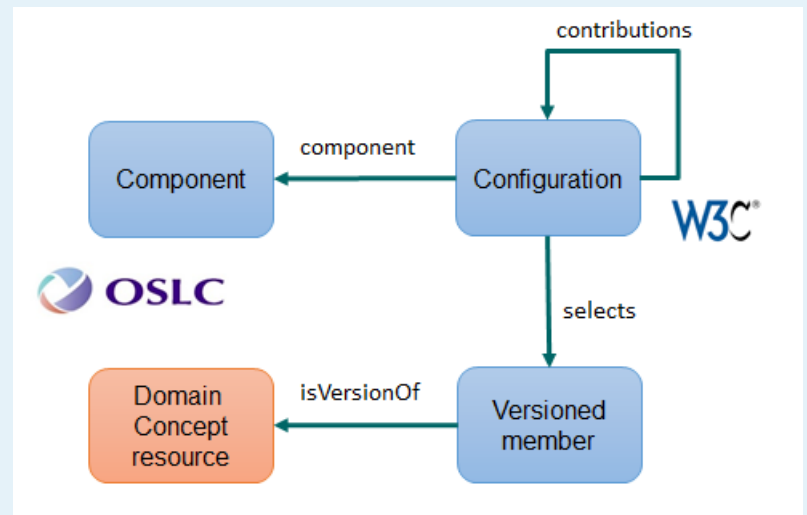 contributions
component
Component
Configuration
W3C®
OSLC
selects
Domain
Concept
resource
isVersionOf
Versioned
member